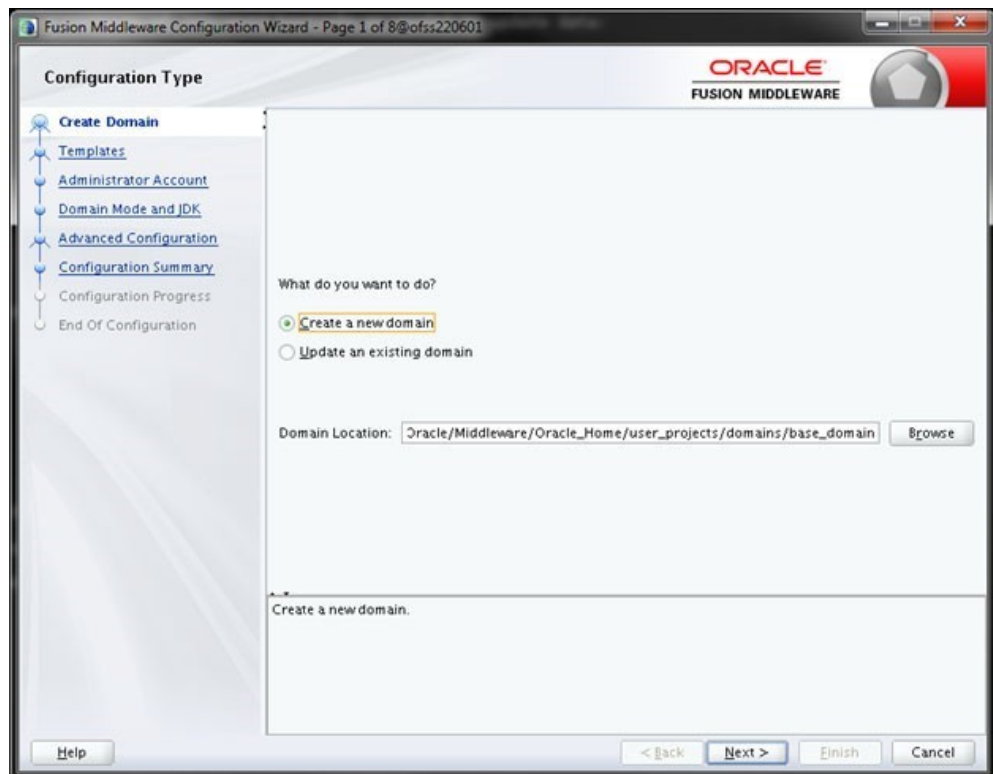 Fusion Middleware Configuration Wizard - Page 1 of 8@ofss220601
Configuration Type
ORACLE
FUSION MIDDLEWARE
Create Domain
Templates
Administrator Account
Domain Mode and JDK
Advanced Configuration
Configuration Summary
Configuration Progress
End Of Configuration
What do you want to do?
Create a new domain
Update an existing domain
Domain Location: Oracle/Middleware/Oracle_Home/user_projects/domains/base_domain Browse
Create a new domain.
Help < Back Next > Finish Cancel